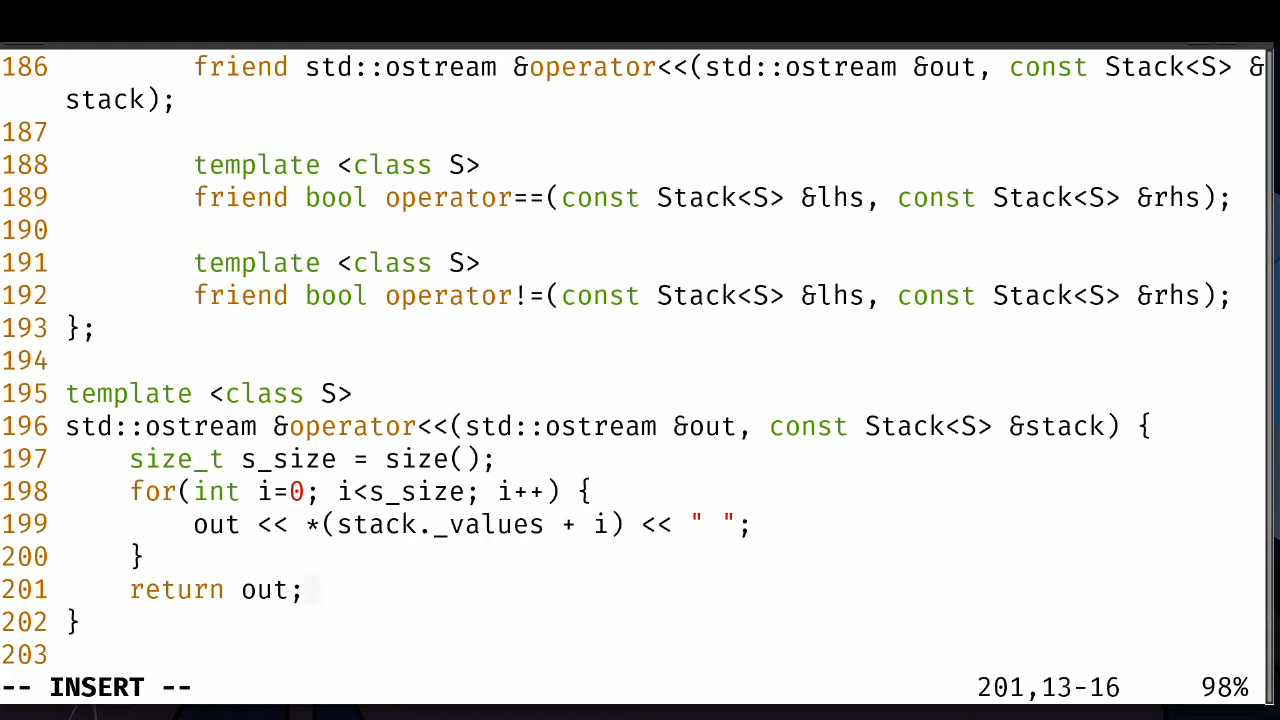 186         friend std::ostream &operator<<(std::ostream &out, const Stack<S> &
stack);
187
188         template <class S>
189         friend bool operator==(const Stack<S> &lhs, const Stack<S> &rhs);
190
191         template <class S>
192         friend bool operator!=(const Stack<S> &lhs, const Stack<S> &rhs);
193 };
194
195 template <class S>
196 std::ostream &operator<<(std::ostream &out, const Stack<S> &stack) {
197     size_t s_size = size();
198     for(int i=0; i<s_size; i++) {
199         out << *(stack._values + i) << " ";
200     }
201     return out;
202 }
203
-- INSERT -- 201,13-16 98%